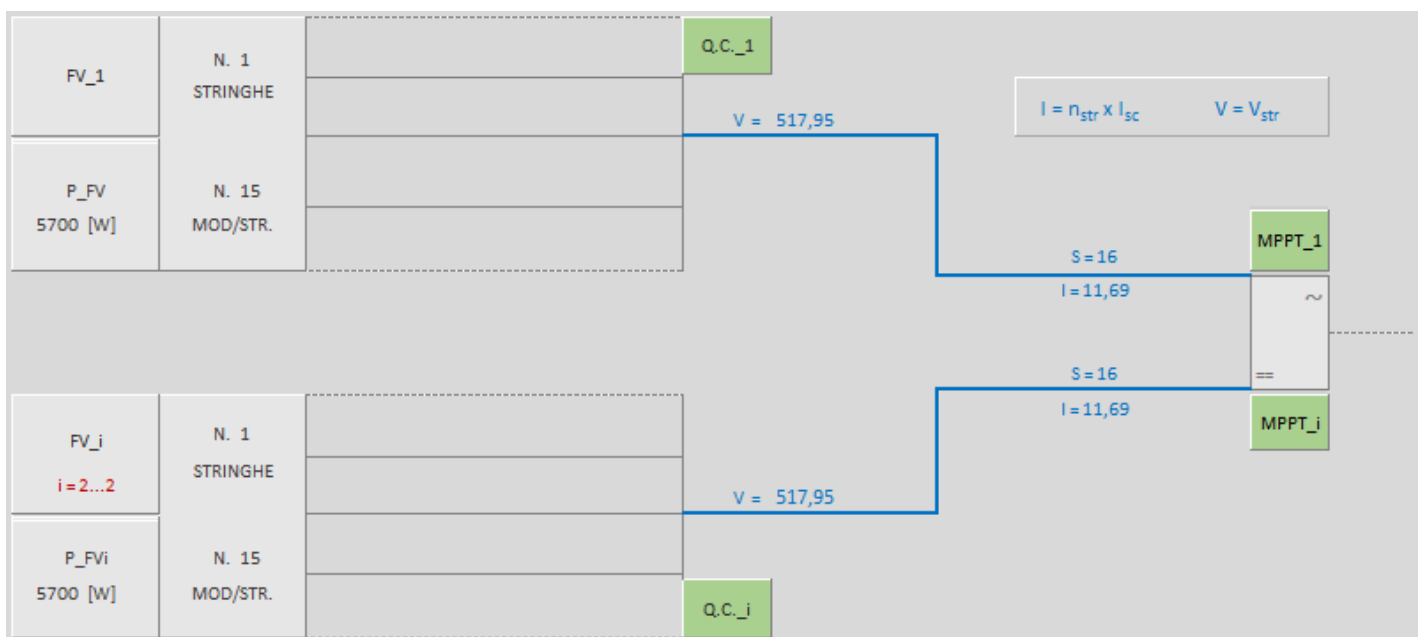 FV_1
N. 1
STRINGHE
Q.C._1
V = 517,95
I = nstr x Isc V = Vstr
P_FV
5700 [W]
N. 15
MOD/STR.
MPPT_1
S = 16
I = 11,69
~
S = 16
==
I = 11,69
MPPT_i
FV_i
i = 2...2
N. 1
STRINGHE
V = 517,95
P_FVi
5700 [W]
N. 15
MOD/STR.
Q.C._i